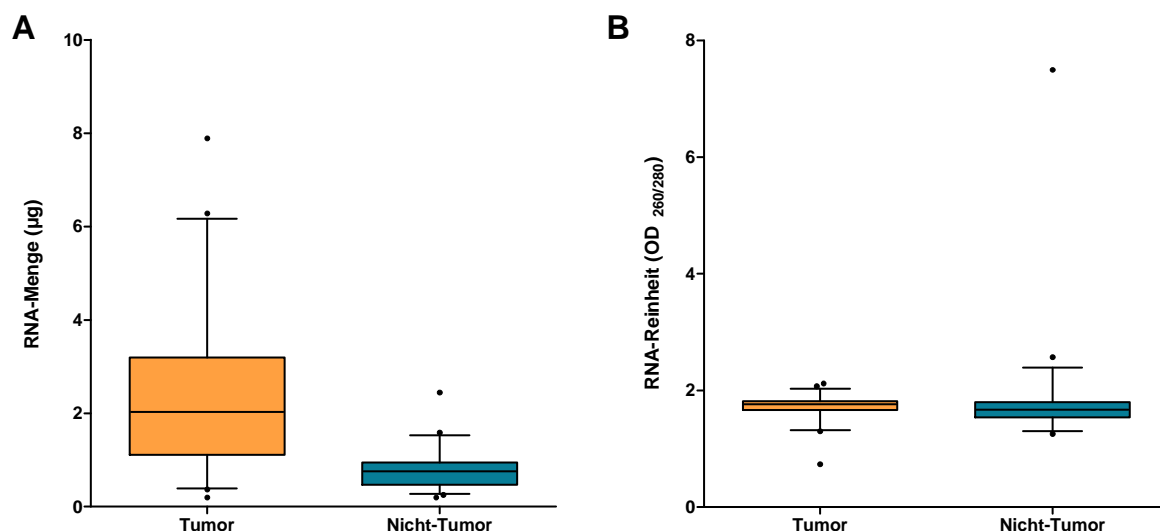 A
RNA-Menge (µg)
10
8
6
4
2
0
Tumor
Nicht-Tumor
B
RNA-Reinheit (OD 260/280)
8
6
4
2
0
Tumor
Nicht-Tumor